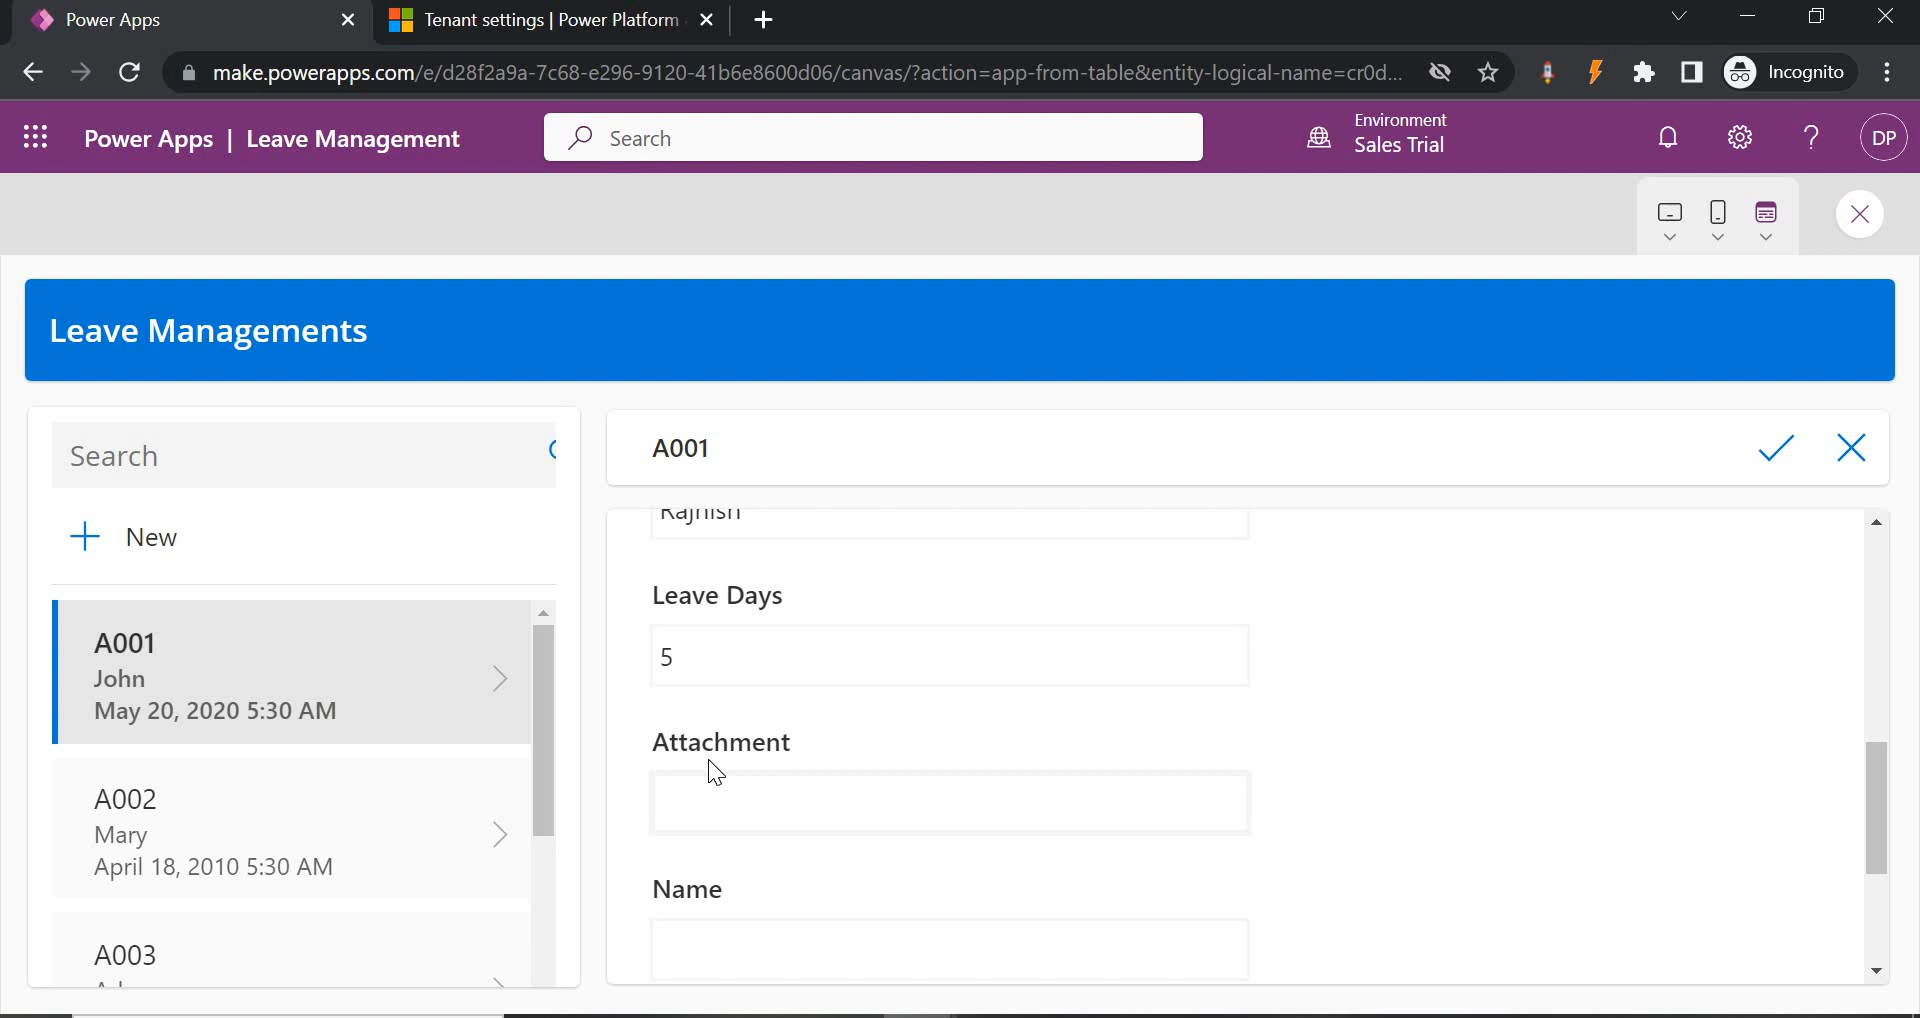 Power Apps
Tenant settings | Power Platform
make.powerapps.com/e/d28f2a9a-7c68-e296-9120-41b6e8600d06/canvas/?action=app-from-table&entity-logical-name=cr0d...
Incognito
Power Apps | Leave Management
Search
Environment
Sales Trial
DP
Leave Managements
Search
New
A001
John
May 20, 2020 5:30 AM
A002
Mary
April 18, 2010 5:30 AM
A003
A001
Rajnish
Leave Days
5
Attachment
Name